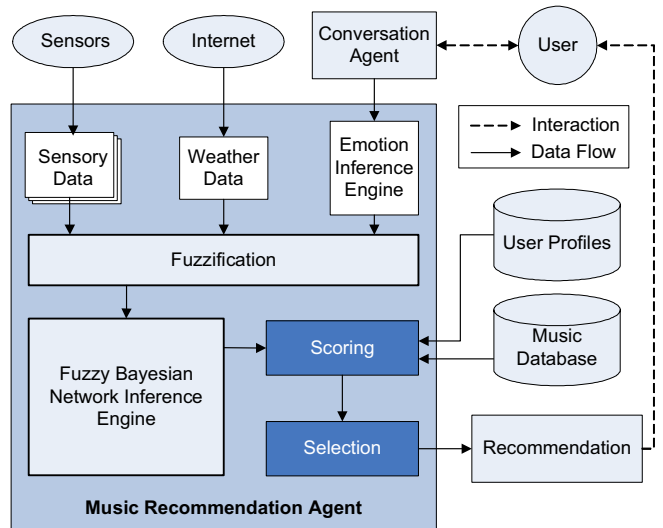 Sensors
Internet
Conversation
Agent
User
Interaction
Data Flow
Sensory
Data
Weather
Data
Emotion
Inference
Engine
Fuzzification
User Profiles
Music
Database
Fuzzy Bayesian
Network Inference
Engine
Scoring
Selection
Recommendation
Music Recommendation Agent